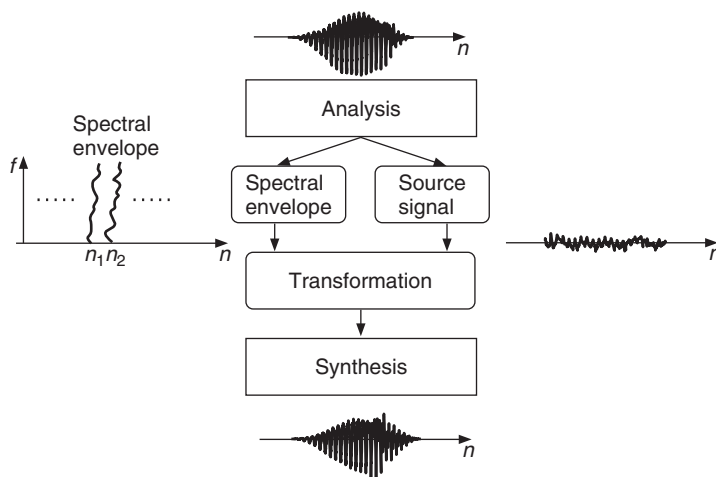 n
Analysis
Spectral
envelope
f
.....
.....
n1 n2
n
Spectral
envelope
Source
signal
Transformation
Synthesis
n